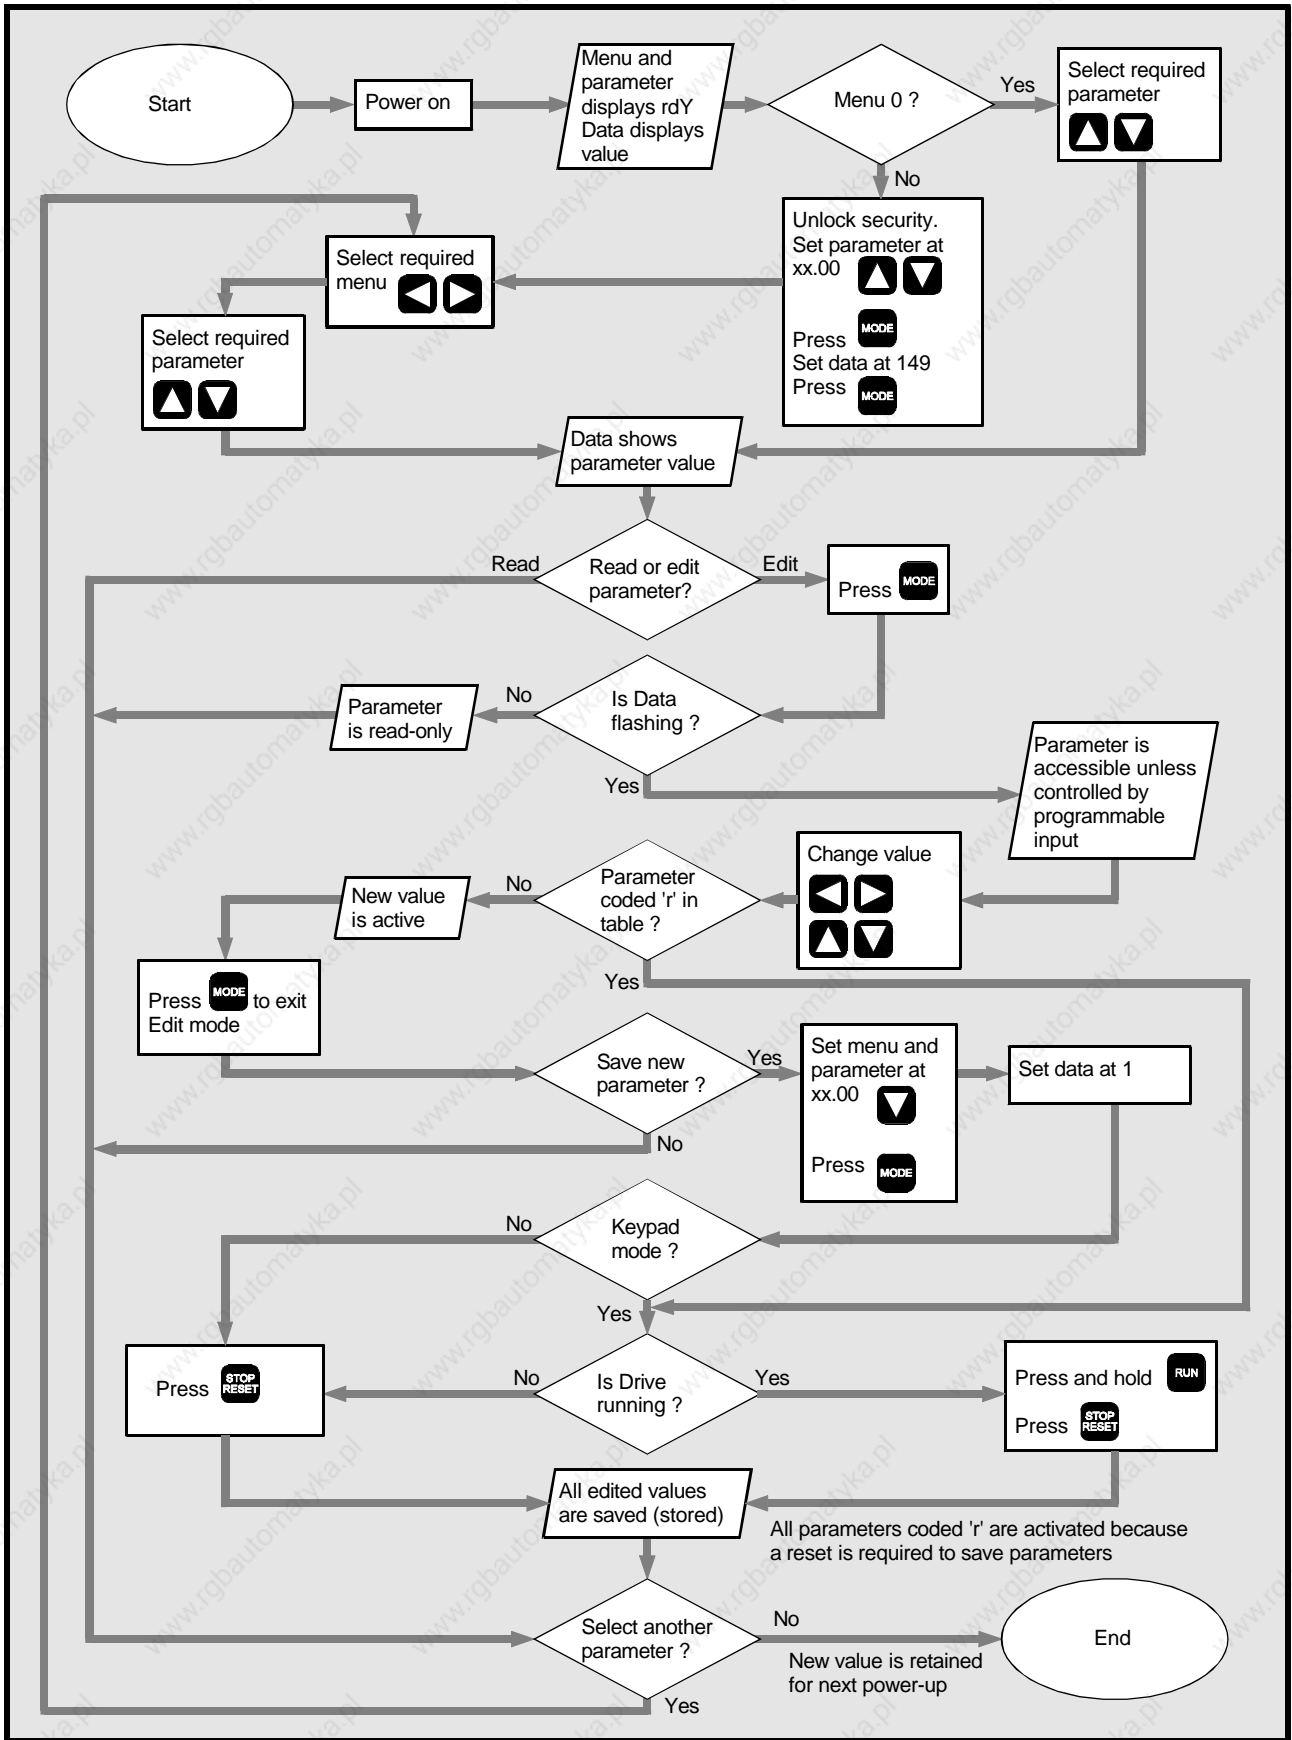 Start
Power on
Menu and
parameter
displays rdY
Data displays
value
Menu 0 ?
Yes
Select required
parameter
No
Unlock security.
Set parameter at
xx.00
Press MODE
Set data at 149
Press MODE
Select required
menu
Select required
parameter
Data shows
parameter value
Read
Read or edit
parameter?
Edit
Press MODE
Parameter
is read-only
No
Is Data
flashing ?
Yes
Parameter is
accessible unless
controlled by
programmable
input
Change value
Parameter
coded 'r' in
table ?
No
New value
is active
Yes
Press MODE to exit
Edit mode
Save new
parameter ?
Yes
Set menu and
parameter at
xx.00
Press MODE
Set data at 1
No
No
Keypad
mode ?
Yes
Press STOP
RESET
No
Is Drive
running ?
Yes
Press and hold RUN
Press STOP
RESET
All edited values
are saved (stored)
All parameters coded 'r' are activated because
a reset is required to save parameters
Select another
parameter ?
No
New value is retained
for next power-up
End
Yes
www.rgbautomatyka.pl